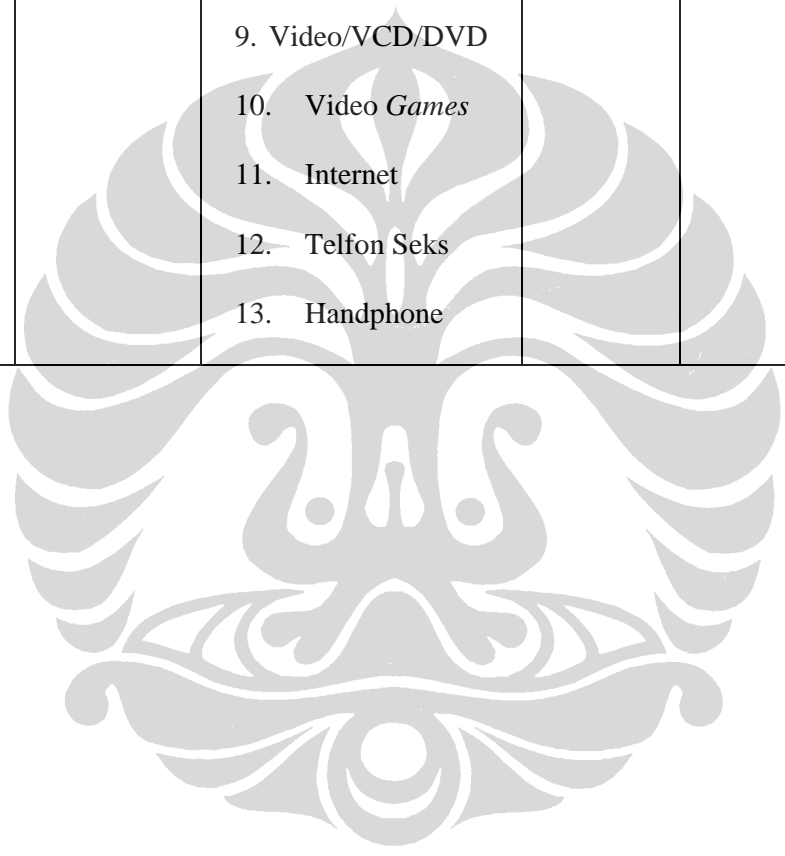 9. Video/VCD/DVD
10. Video Games
11. Internet
12. Telfon Seks
13. Handphone